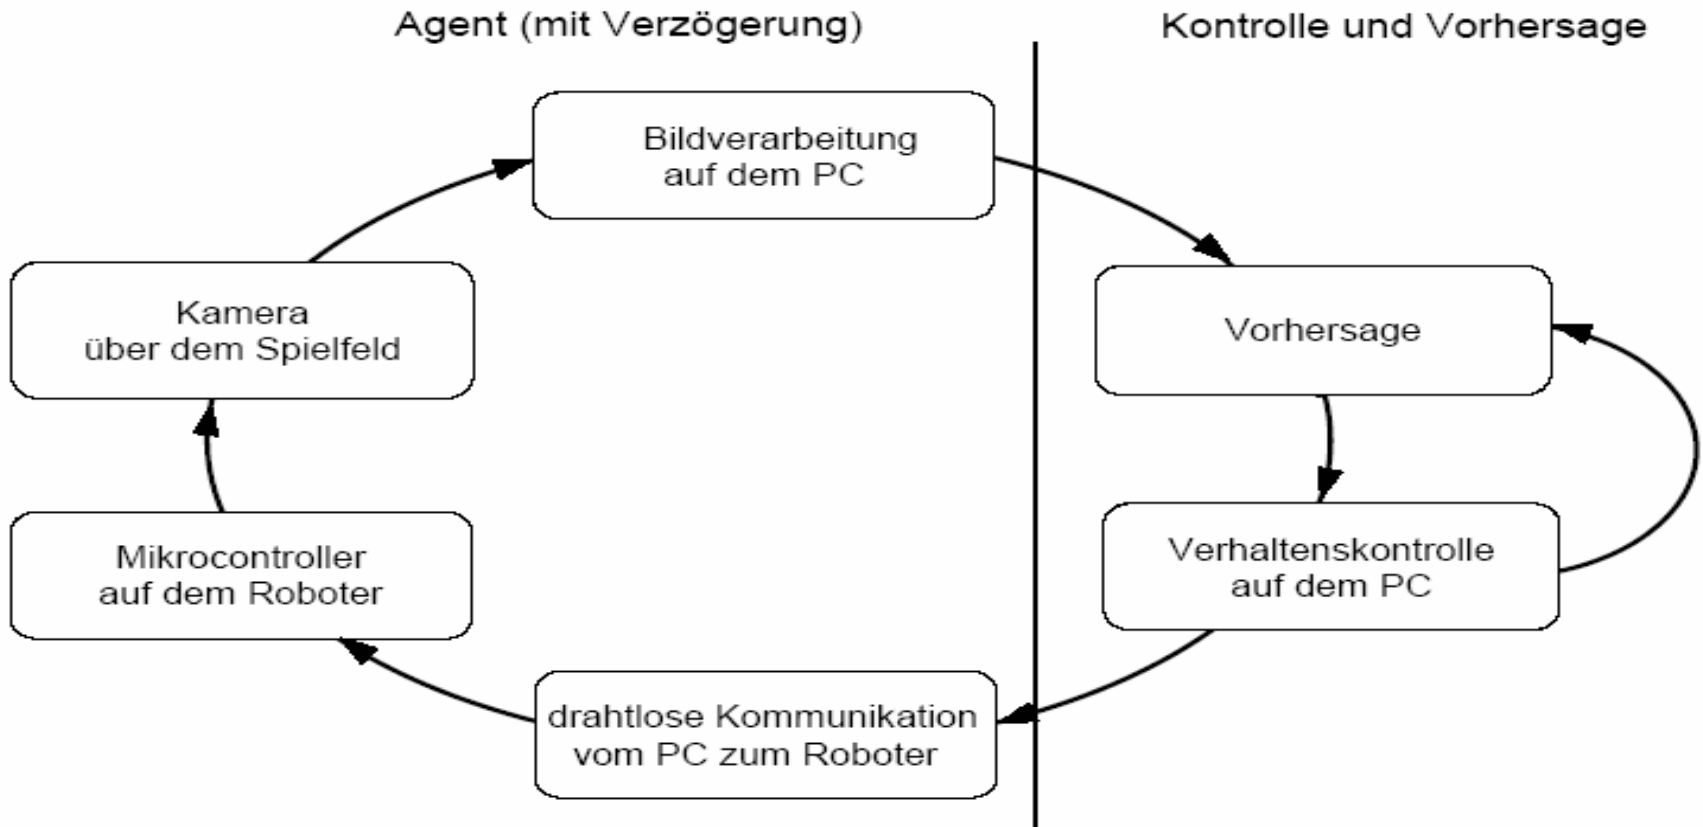 Agent (mit Verzögerung)
Kontrolle und Vorhersage
Bildverarbeitung
auf dem PC
Kamera
über dem Spielfeld
Vorhersage
Mikrocontroller
auf dem Roboter
Verhaltenskontrolle
auf dem PC
drahtlose Kommunikation
vom PC zum Roboter